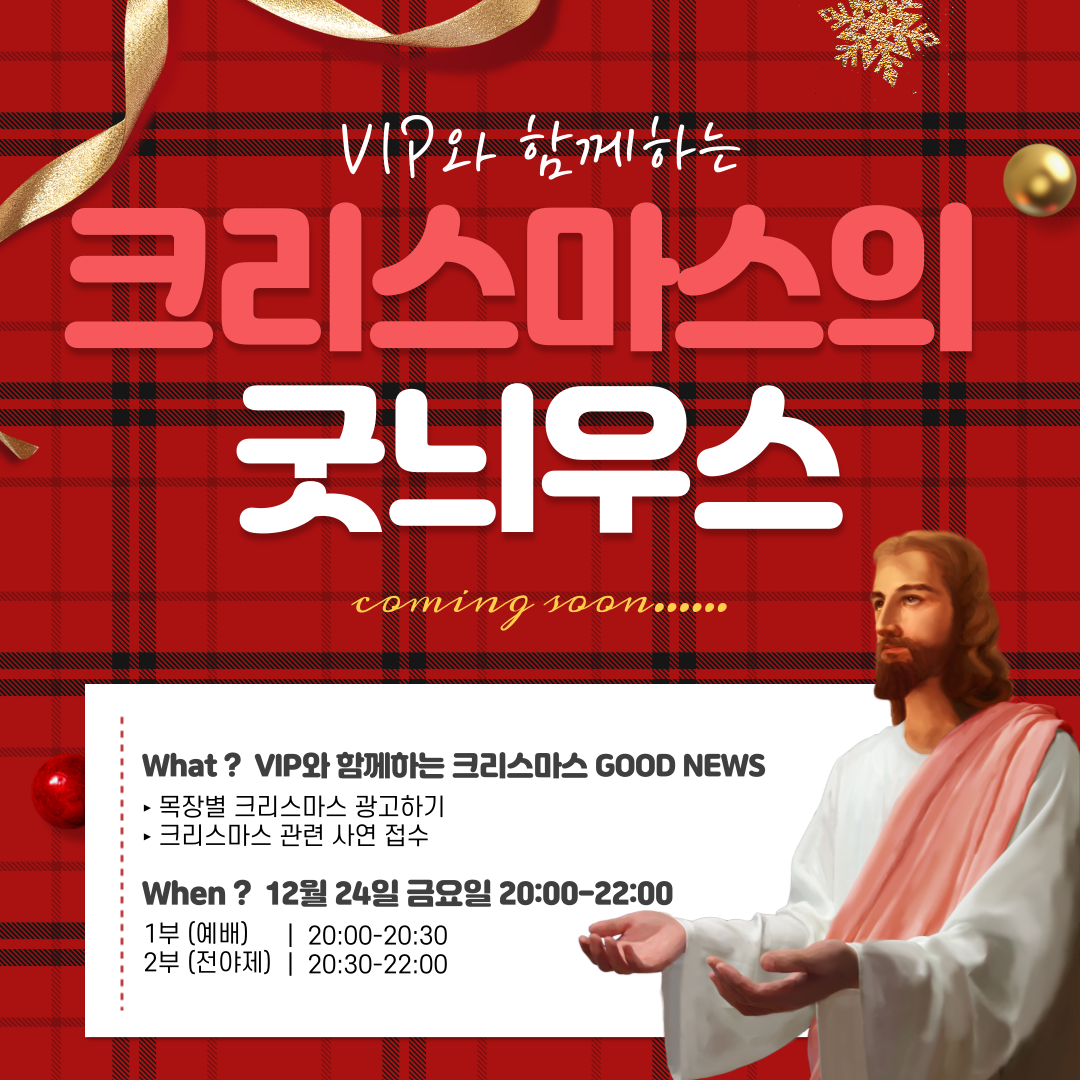 VIP와 함께하는
크리스마스의
굿늬우스
coming soon......
What ? VIP와 함께하는 크리스마스 GOOD NEWS
▸ 목장별 크리스마스 광고하기
▸ 크리스마스 관련 사연 접수
When ? 12월 24일 금요일 20:00-22:00
1부 (예배) | 20:00-20:30
2부 (전야제) | 20:30-22:00